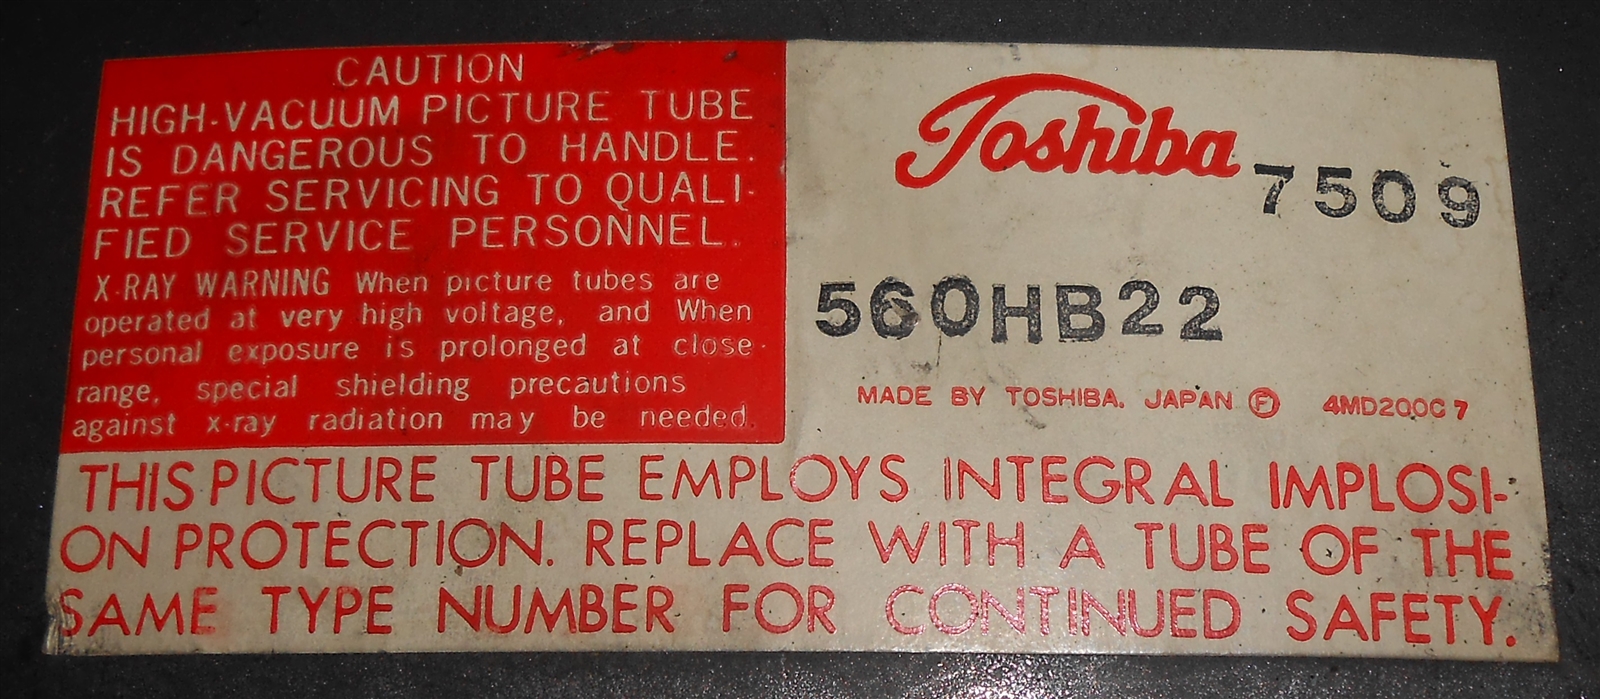 CAUTION
HIGH-VACUUM PICTURE TUBE
IS DANGEROUS TO HANDLE.
REFER SERVICING TO QUALI-
FIED SERVICE PERSONNEL.
X-RAY WARNING When picture tubes are
operated at very high voltage, and When
personal exposure is prolonged at close
range, special shielding precautions
against x-ray radiation may be needed.
Toshiba
7509
560HB22
MADE BY TOSHIBA. JAPAN Ⓕ 4MD200C7
THIS PICTURE TUBE EMPLOYS INTEGRAL IMPLOSI-
ON PROTECTION. REPLACE WITH A TUBE OF THE
SAME TYPE NUMBER FOR CONTINUED SAFETY.